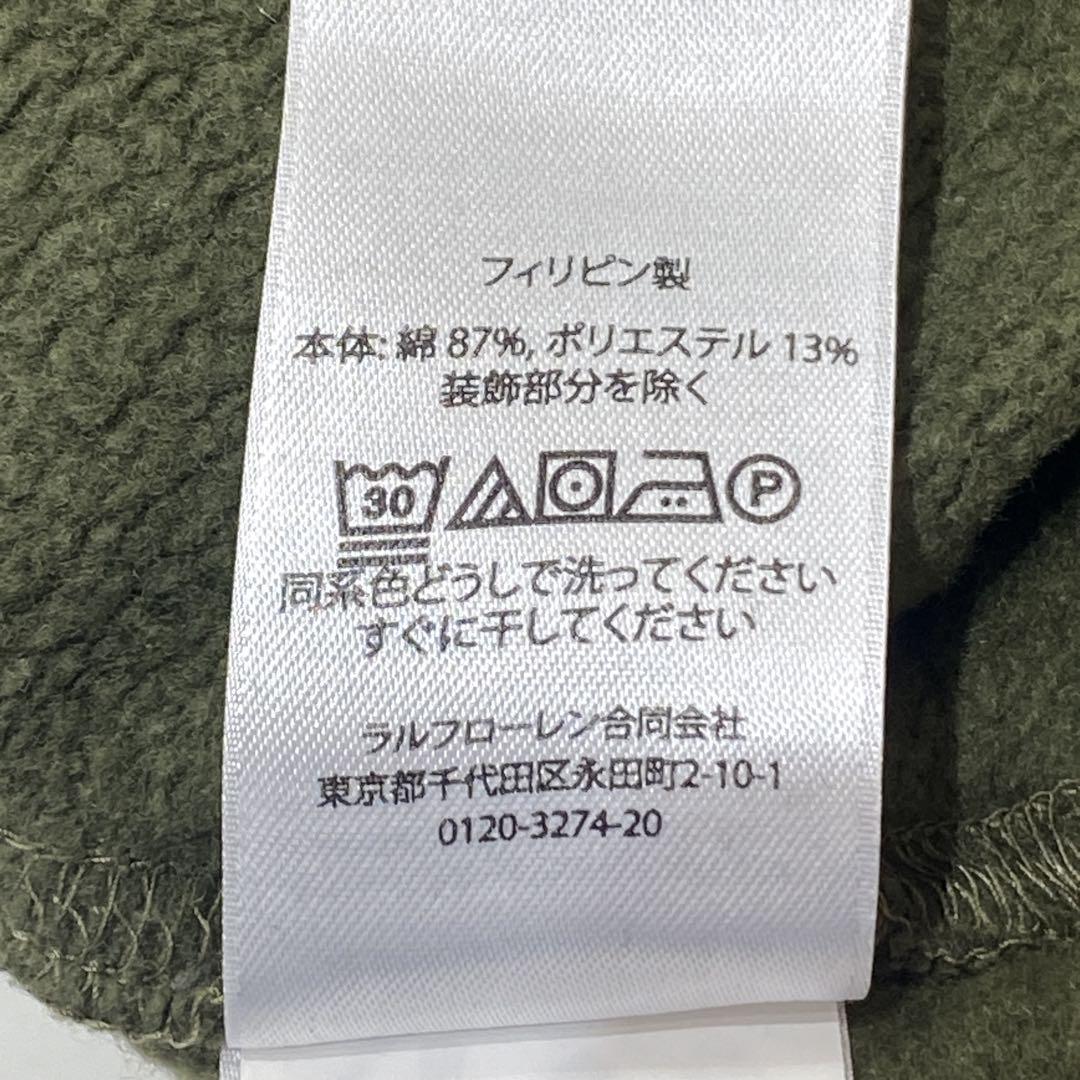 フィリピン製
本体: 綿 87%, ポリエステル 13%
装飾部分を除く
30 P
同系色どうしで洗ってください
すぐに干してください
ラルフローレン合同会社
東京都千代田区永田町2-10-1
0120-3274-20